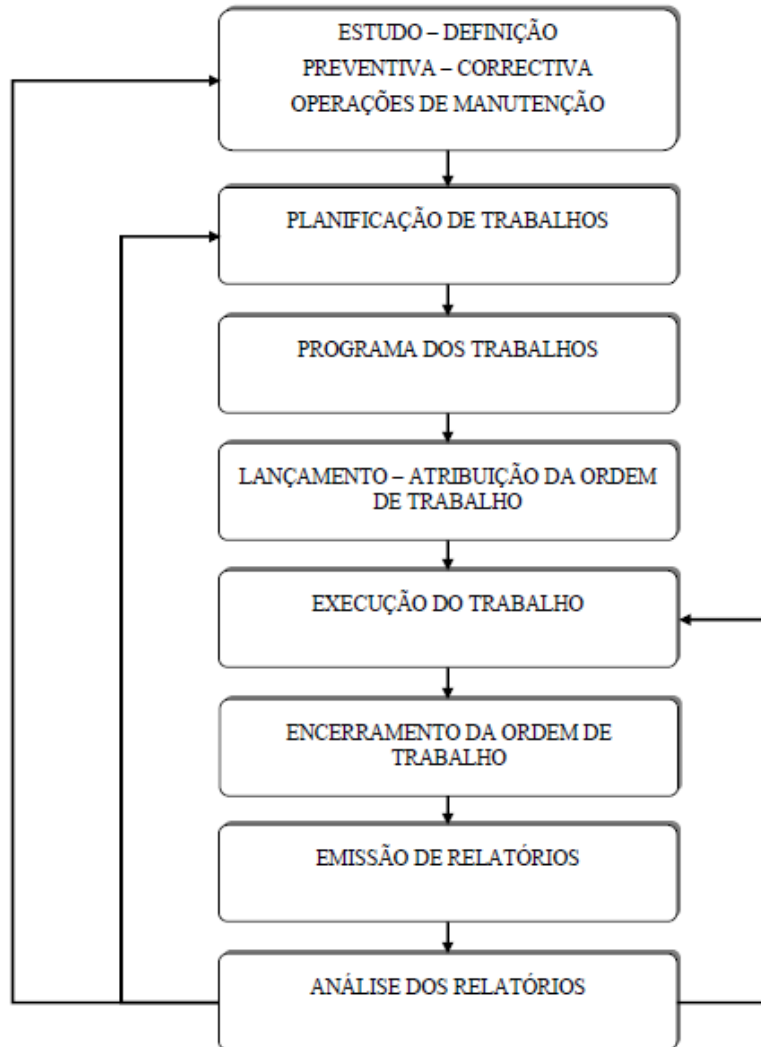 ESTUDO – DEFINIÇÃO
PREVENTIVA – CORRECTIVA
OPERAÇÕES DE MANUTENÇÃO
PLANIFICAÇÃO DE TRABALHOS
PROGRAMA DOS TRABALHOS
LANÇAMENTO – ATRIBUIÇÃO DA ORDEM
DE TRABALHO
EXECUÇÃO DO TRABALHO
ENCERRAMENTO DA ORDEM DE
TRABALHO
EMISSÃO DE RELATÓRIOS
ANÁLISE DOS RELATÓRIOS